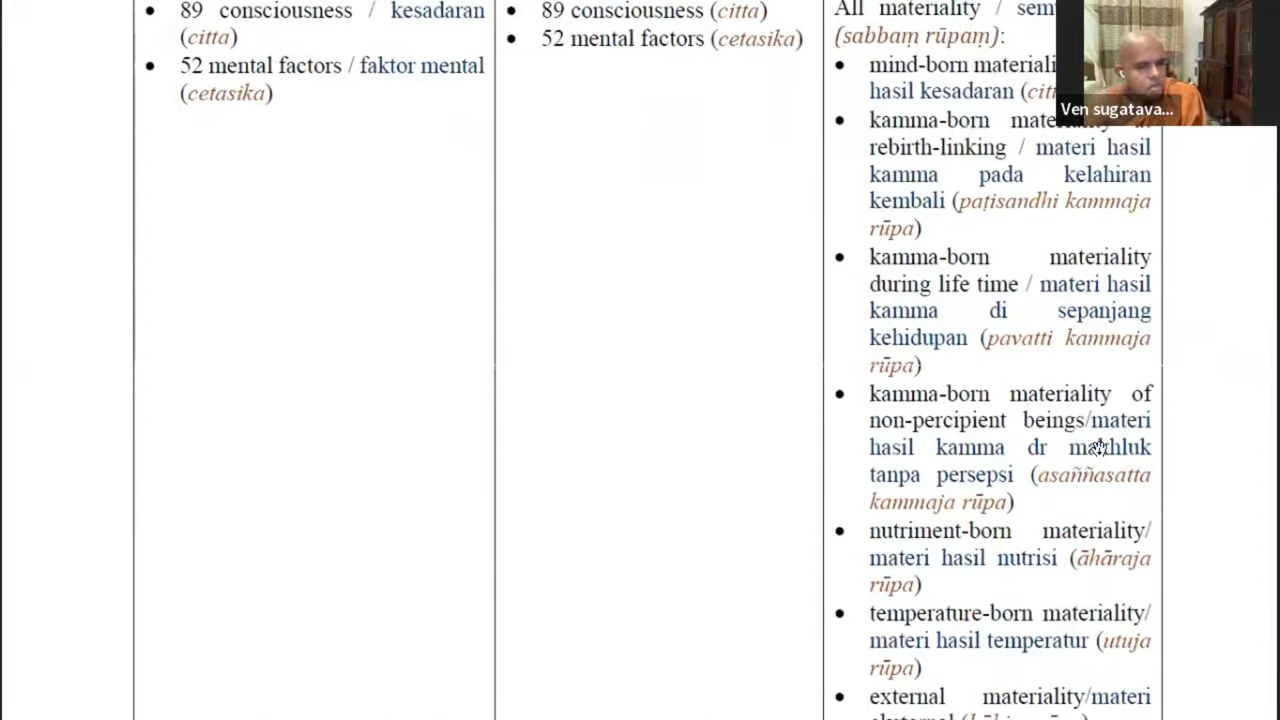 • 89 consciousness / kesadaran
(citta)
• 52 mental factors / faktor mental
(cetasika)
• 89 consciousness (citta)
• 52 mental factors (cetasika)
All materiality /
(sabbaṃ rūpaṃ):
• mind-born
hasil kesadaran
• kamma-born
rebirth-linking / materi hasil
kamma pada kelahiran
kembali (paṭisandhi kammaja
rūpa)
• kamma-born materiality
during life time / materi hasil
kamma di sepanjang
kehidupan (pavatti kammaja
rūpa)
• kamma-born materiality of
non-percipient beings/materi
hasil kamma dr makhluk
tanpa persepsi (asaññasatta
kammaja rūpa)
• nutriment-born materiality/
materi hasil nutrisi (āhāraja
rūpa)
• temperature-born materiality/
materi hasil temperatur (utuja
rūpa)
• external materiality/materi
Ven sugatava...